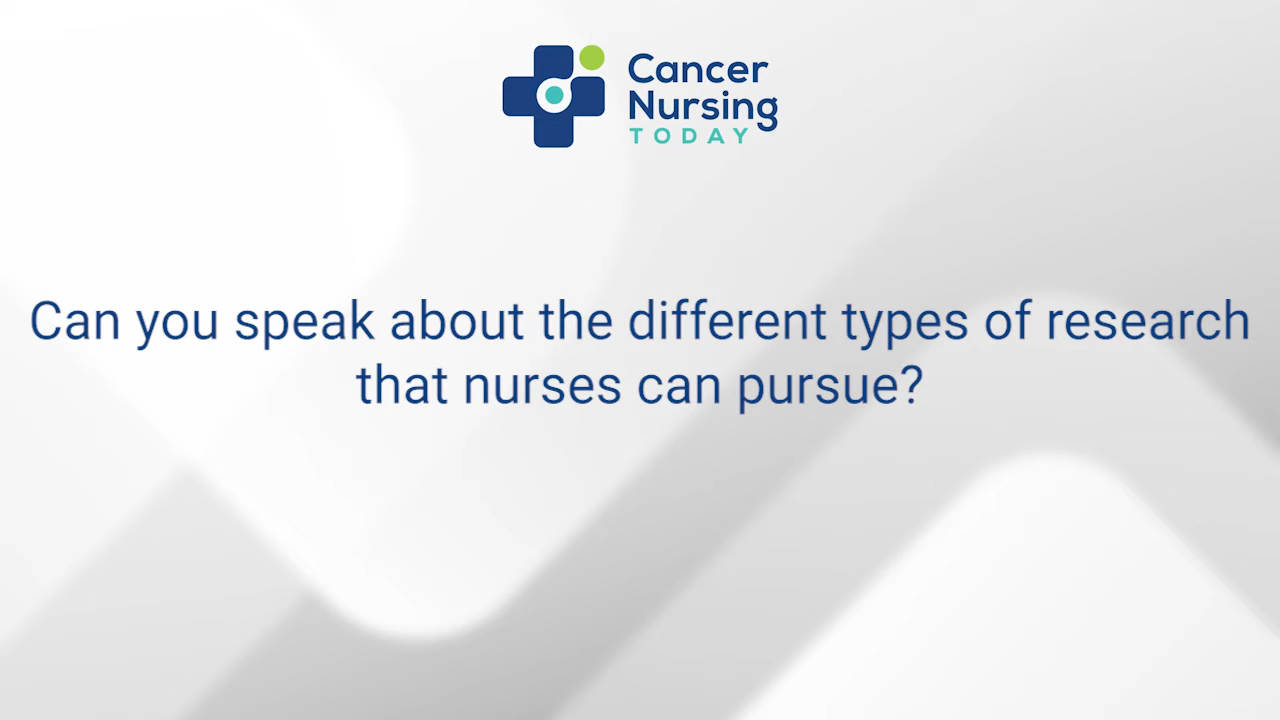 Cancer
Nursing
TODAY
Can you speak about the different types of research
that nurses can pursue?